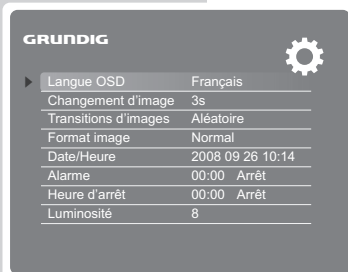 GRUNDIG
Langue OSD Français
Changement d'image 3s
Transitions d'images Aléatoire
Format image Normal
Date/Heure 2008 09 26 10:14
Alarme 00:00 Arrêt
Heure d'arrêt 00:00 Arrêt
Luminosité 8